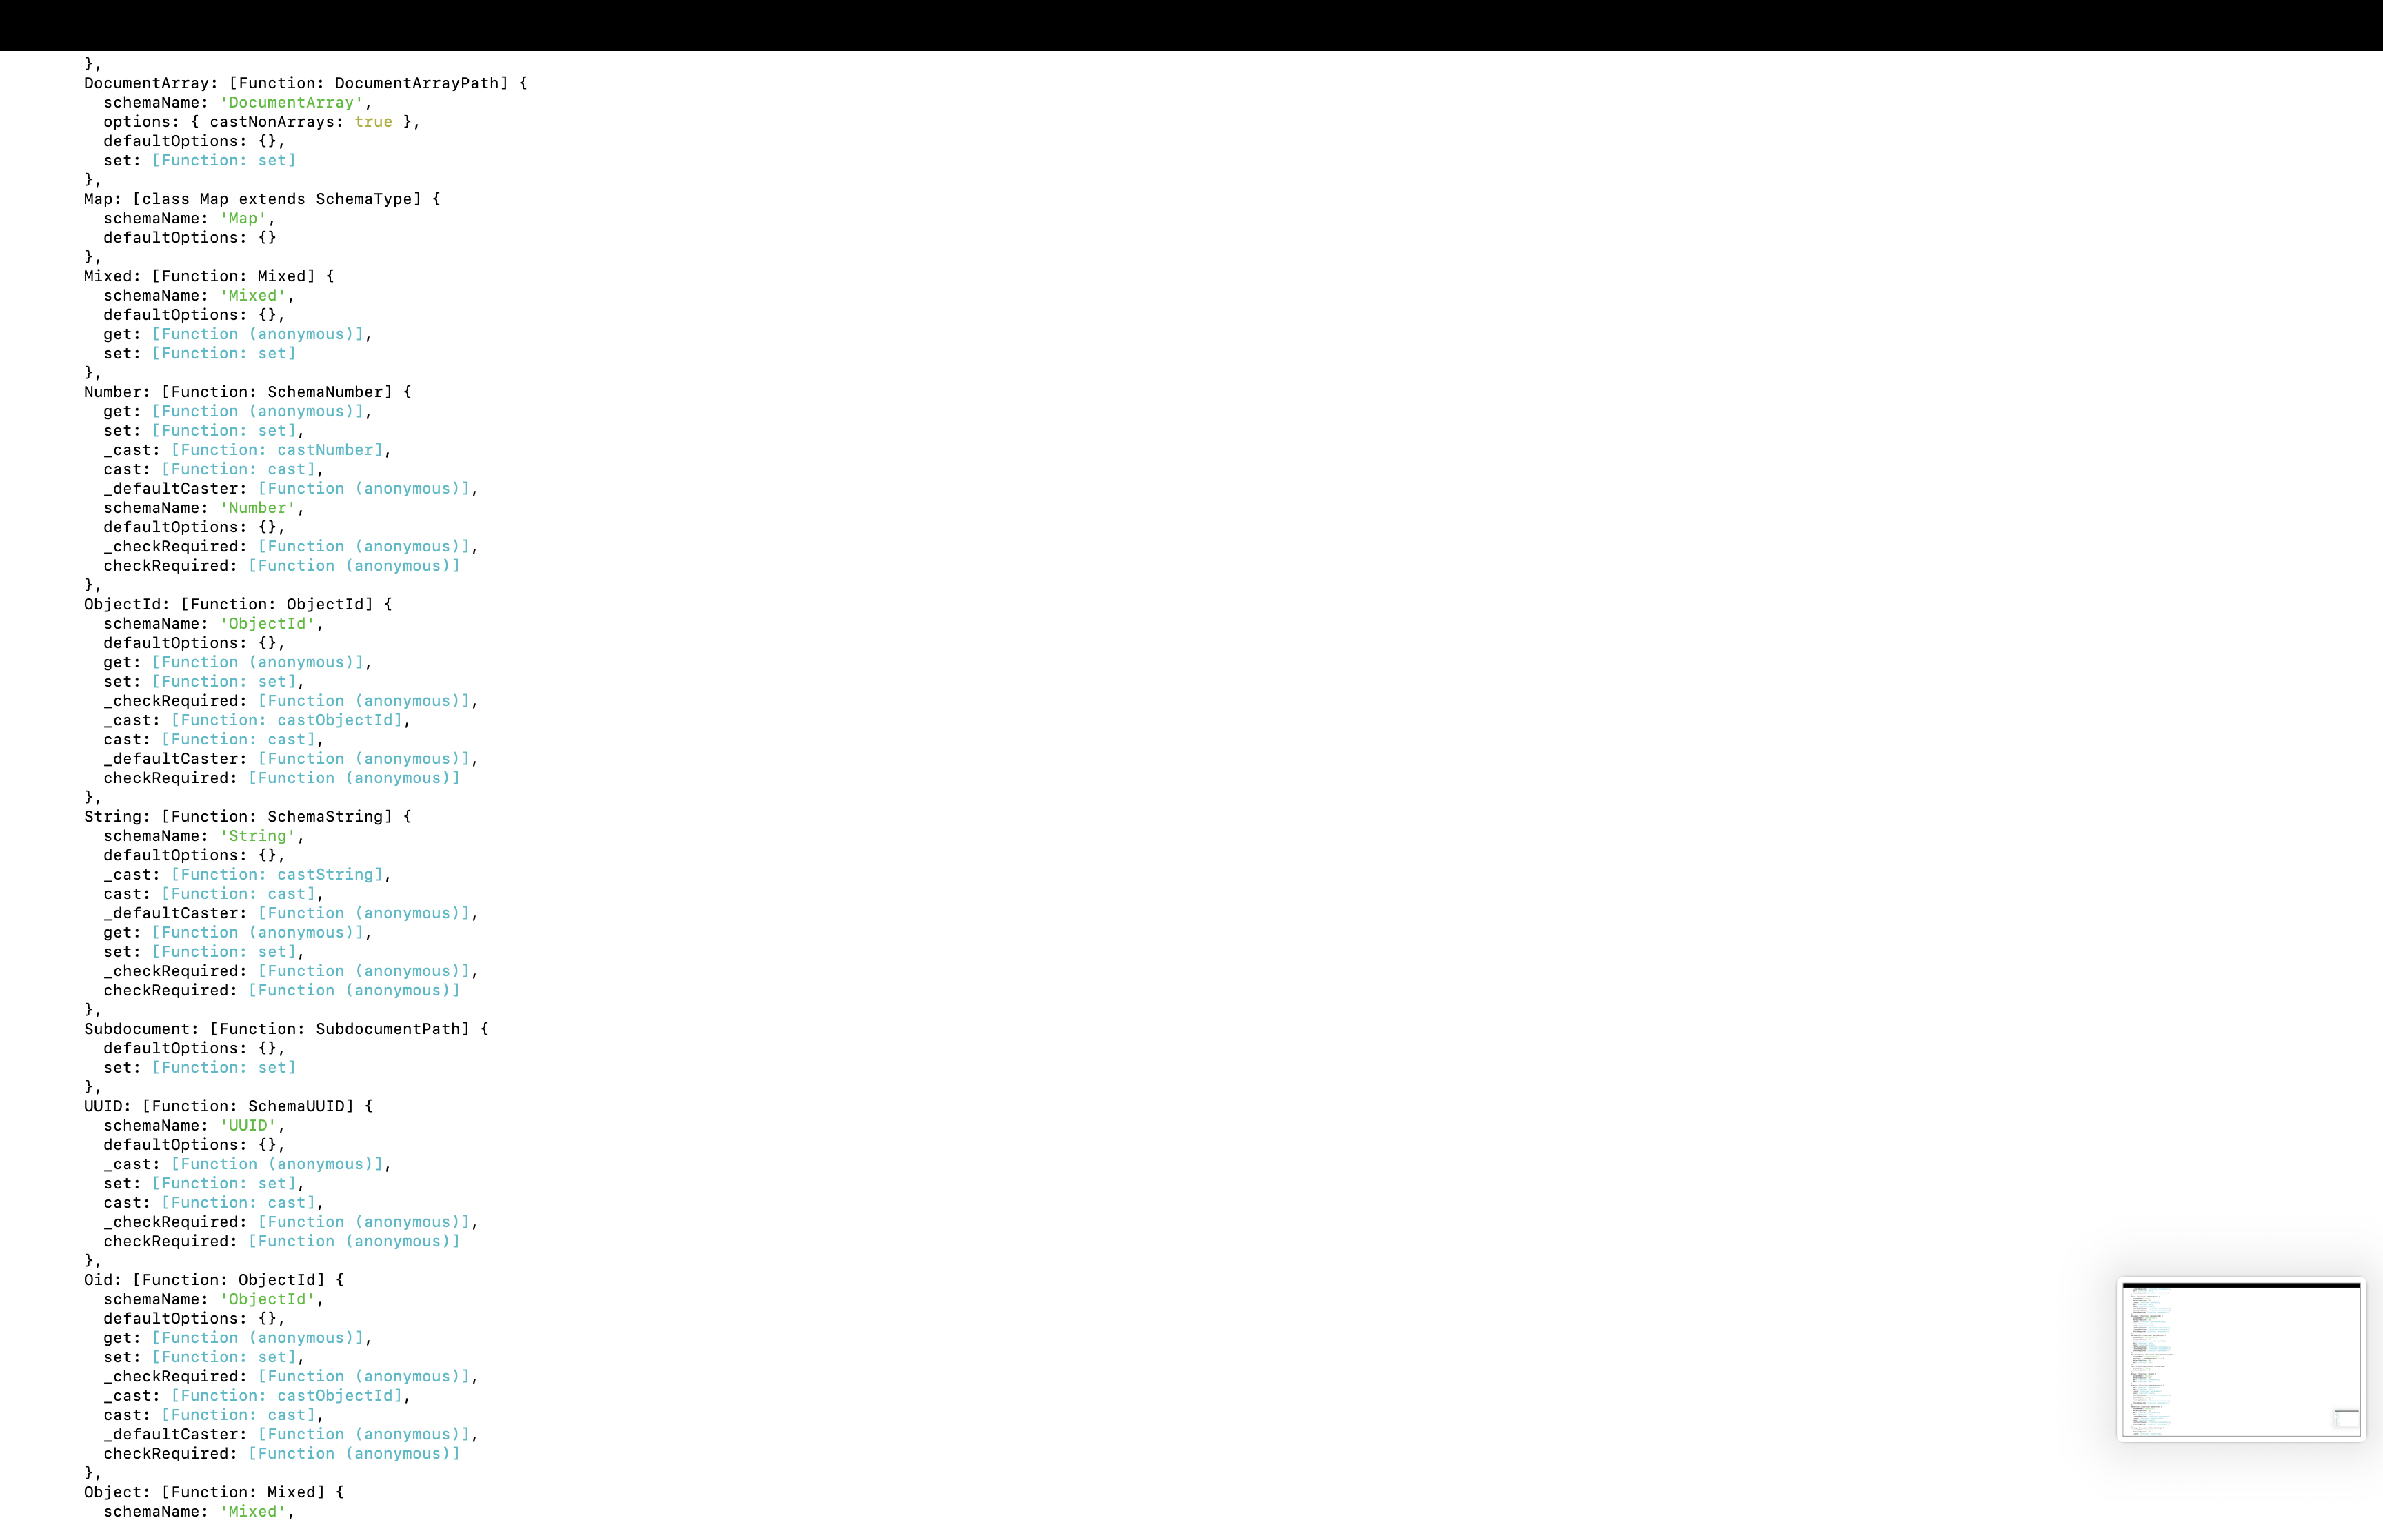 },
DocumentArray: [Function: DocumentArrayPath] {
schemaName: 'DocumentArray',
options: { castNonArrays: true },
defaultOptions: {},
set: [Function: set]
},
Map: [class Map extends SchemaType] {
schemaName: 'Map',
defaultOptions: {}
},
Mixed: [Function: Mixed] {
schemaName: 'Mixed',
defaultOptions: {},
get: [Function (anonymous)],
set: [Function: set]
},
Number: [Function: SchemaNumber] {
get: [Function (anonymous)],
set: [Function: set],
_cast: [Function: castNumber],
cast: [Function: cast],
_defaultCaster: [Function (anonymous)],
schemaName: 'Number',
defaultOptions: {},
_checkRequired: [Function (anonymous)],
checkRequired: [Function (anonymous)]
},
ObjectId: [Function: ObjectId] {
schemaName: 'ObjectId',
defaultOptions: {},
get: [Function (anonymous)],
set: [Function: set],
_checkRequired: [Function (anonymous)],
_cast: [Function: castObjectId],
cast: [Function: cast],
_defaultCaster: [Function (anonymous)],
checkRequired: [Function (anonymous)]
},
String: [Function: SchemaString] {
schemaName: 'String',
defaultOptions: {},
_cast: [Function: castString],
cast: [Function: cast],
_defaultCaster: [Function (anonymous)],
get: [Function (anonymous)],
set: [Function: set],
_checkRequired: [Function (anonymous)],
checkRequired: [Function (anonymous)]
},
Subdocument: [Function: SubdocumentPath] {
defaultOptions: {},
set: [Function: set]
},
UUID: [Function: SchemaUUID] {
schemaName: 'UUID',
defaultOptions: {},
_cast: [Function (anonymous)],
set: [Function: set],
cast: [Function: cast],
_checkRequired: [Function (anonymous)],
checkRequired: [Function (anonymous)]
},
Oid: [Function: ObjectId] {
schemaName: 'ObjectId',
defaultOptions: {},
get: [Function (anonymous)],
set: [Function: set],
_checkRequired: [Function (anonymous)],
_cast: [Function: castObjectId],
cast: [Function: cast],
_defaultCaster: [Function (anonymous)],
checkRequired: [Function (anonymous)]
},
Object: [Function: Mixed] {
schemaName: 'Mixed',